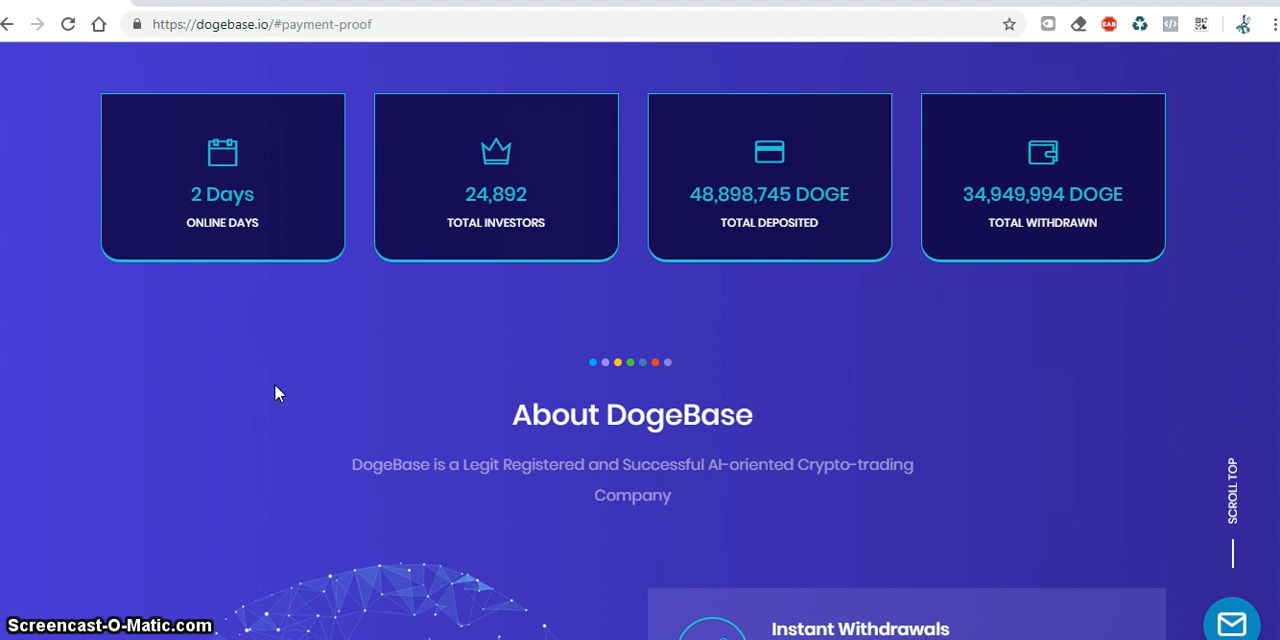 https://dogebase.io/#payment-proof
EAB
2 Days
ONLINE DAYS
24,892
TOTAL INVESTORS
48,898,745 DOGE
TOTAL DEPOSITED
34,949,994 DOGE
TOTAL WITHDRAWN
About DogeBase
DogeBase is a Legit Registered and Successful AI-oriented Crypto-trading
Company
SCROLL TOP
Instant Withdrawals
Screencast-O-Matic.com